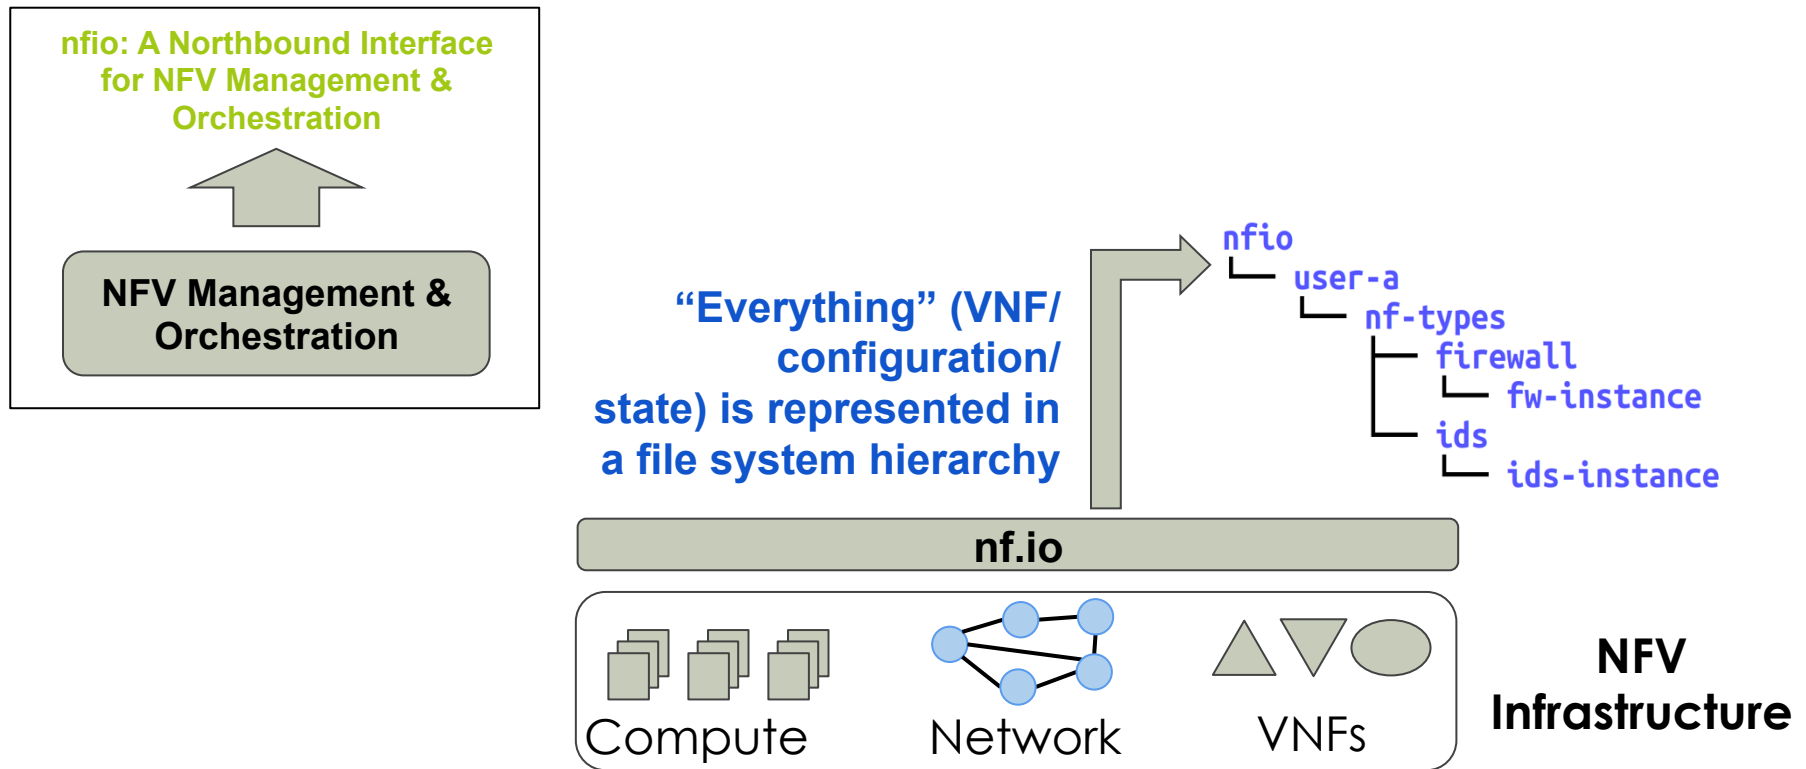 nfio: A Northbound Interface
for NFV Management &
Orchestration
NFV Management &
Orchestration
“Everything” (VNF/
configuration/
state) is represented in
a file system hierarchy
nfio
user-a
nf-types
firewall
fw-instance
ids
ids-instance
nf.io
Compute
Network
VNFs
NFV
Infrastructure